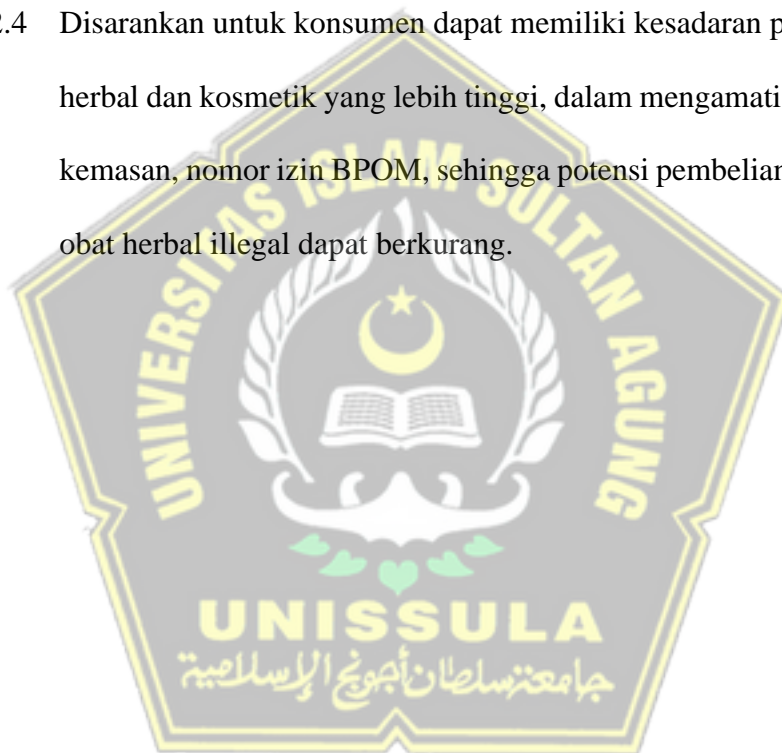 2.4 Disarankan untuk konsumen dapat memiliki kesadaran p
herbal dan kosmetik yang lebih tinggi, dalam mengamati
kemasan, nomor izin BPOM, sehingga potensi pembelian
obat herbal illegal dapat berkurang.
UNIVERSITAS ISLAM SULTAN AGUNG
UNISSULA
جامعة سلطان أجونج الإسلامية